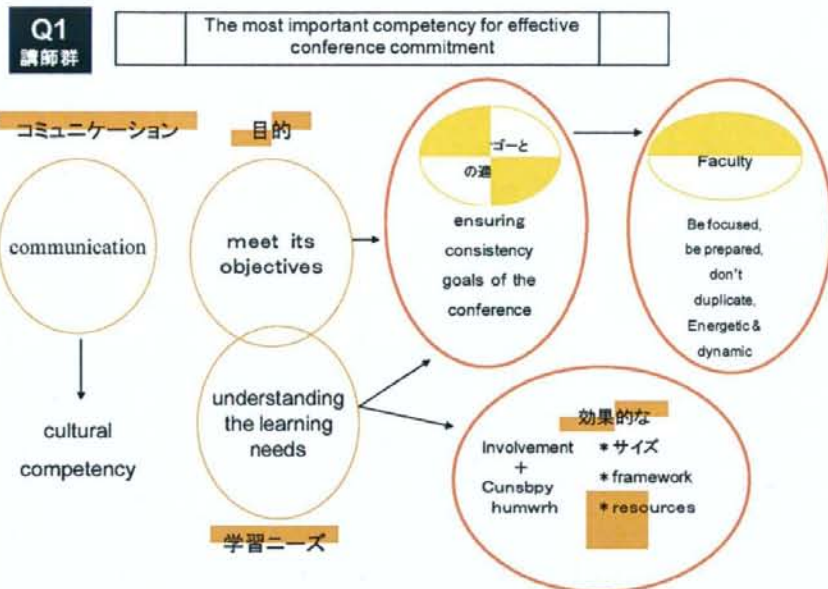 Q1
講師群
The most important competency for effective
conference commitment
コミュニケーション
目的
communication
cultural
competency
meet its
objectives
understanding
the learning
needs
学習ニーズ
ゴーと
の適
ensuring
consistency
goals of the
conference
Faculty
Be focused,
be prepared,
don't
duplicate,
Energetic &
dynamic
効果的な
Involvement
+
Cunsbpy
humwrh
* サイズ
* framework
* resources